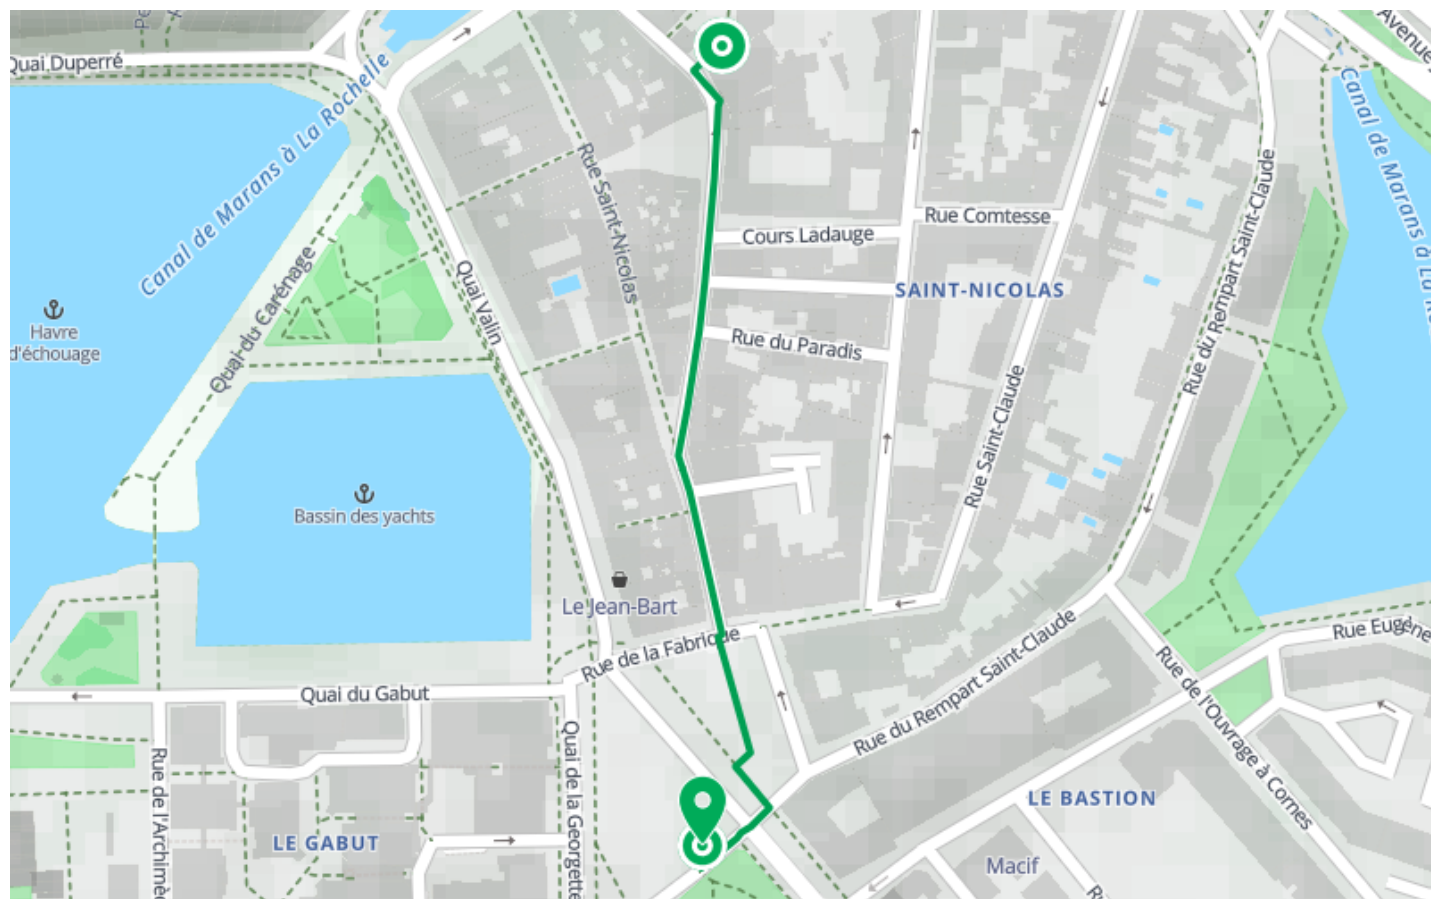 Quai Duperré
Avenue
Canal de Marans à La Rochelle
Canal de Marans à La R
Rue Saint-Nicolas
Rue Comtesse
Cours Ladauge
Quai du Carénage
Quai Valin
SAINT-NICOLAS
Rue du Rempart Saint-Claude
Havre
d'échouage
Rue du Paradis
Rue Saint-Claude
Bassin des yachts
Le Jean-Bart
Rue de la Fabrique
Rue Eugène
Quai du Gabut
Rue du Rempart Saint-Claude
Rue de l'Ouvrage à Cornes
Rue de l'Archimè
Quai de la Georgette
LE BASTION
LE GABUT
Macif